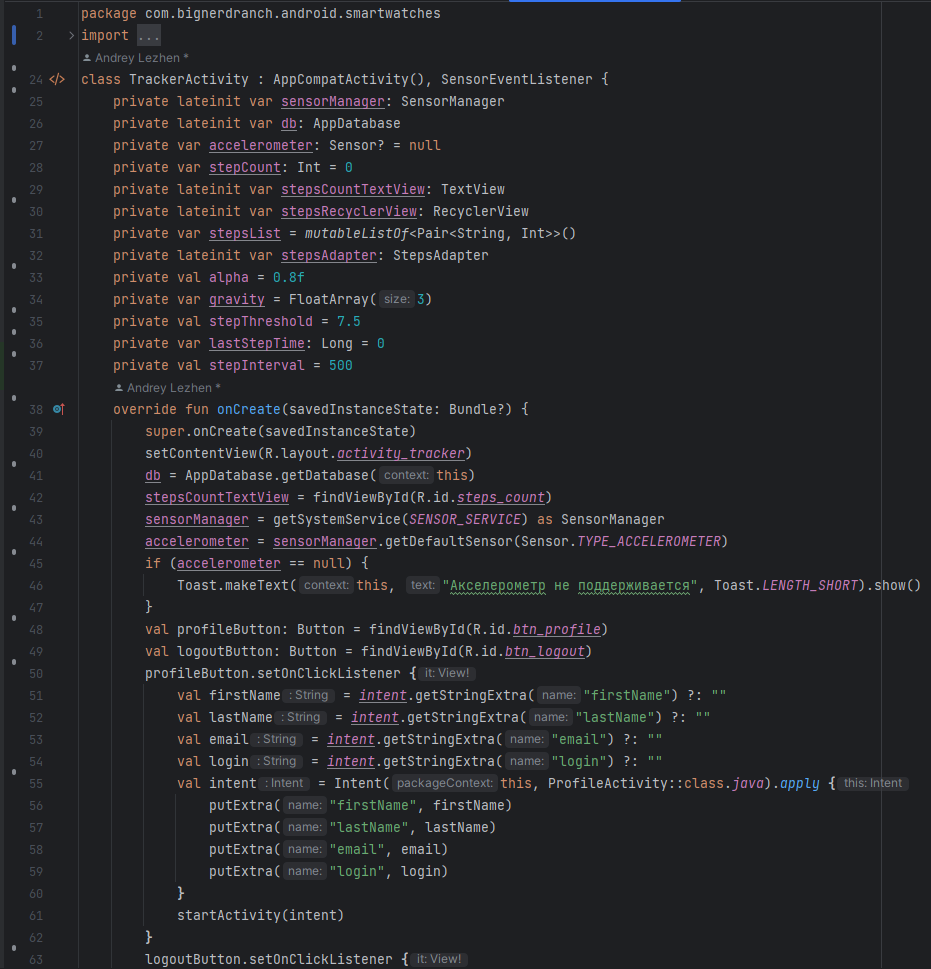 1 package com.bignerdranch.android.smartwatches
2 import ...
Andrey Lezhen *
24 class TrackerActivity : AppCompatActivity(), SensorEventListener {
25 private lateinit var sensorManager: SensorManager
26 private lateinit var db: AppDatabase
27 private var accelerometer: Sensor? = null
28 private var stepCount: Int = 0
29 private lateinit var stepsCountTextView: TextView
30 private lateinit var stepsRecyclerView: RecyclerView
31 private var stepsList = mutableListOf<Pair<String, Int>>()
32 private lateinit var stepsAdapter: StepsAdapter
33 private val alpha = 0.8f
34 private var gravity = FloatArray( size: 3)
35 private val stepThreshold = 7.5
36 private var lastStepTime: Long = 0
37 private val stepInterval = 500
Andrey Lezhen *
38 override fun onCreate(savedInstanceState: Bundle?) {
39 super.onCreate(savedInstanceState)
40 setContentView(R.layout.activity_tracker)
41 db = AppDatabase.getDatabase( context: this)
42 stepsCountTextView = findViewById(R.id.steps_count)
43 sensorManager = getSystemService(SENSOR_SERVICE) as SensorManager
44 accelerometer = sensorManager.getDefaultSensor(Sensor.TYPE_ACCELEROMETER)
45 if (accelerometer == null) {
46 Toast.makeText( context: this, text: "Акселерометр не поддерживается", Toast.LENGTH_SHORT).show()
47 }
48 val profileButton: Button = findViewById(R.id.btn_profile)
49 val logoutButton: Button = findViewById(R.id.btn_logout)
50 profileButton.setOnClickListener { it: View!
51 val firstName : String = intent.getStringExtra( name: "firstName") ?: ""
52 val lastName : String = intent.getStringExtra( name: "lastName") ?: ""
53 val email : String = intent.getStringExtra( name: "email") ?: ""
54 val login : String = intent.getStringExtra( name: "login") ?: ""
55 val intent : Intent = Intent( packageContext: this, ProfileActivity::class.java).apply { this: Intent
56 putExtra( name: "firstName", firstName)
57 putExtra( name: "lastName", lastName)
58 putExtra( name: "email", email)
59 putExtra( name: "login", login)
60 }
61 startActivity(intent)
62 }
63 logoutButton.setOnClickListener { it: View!